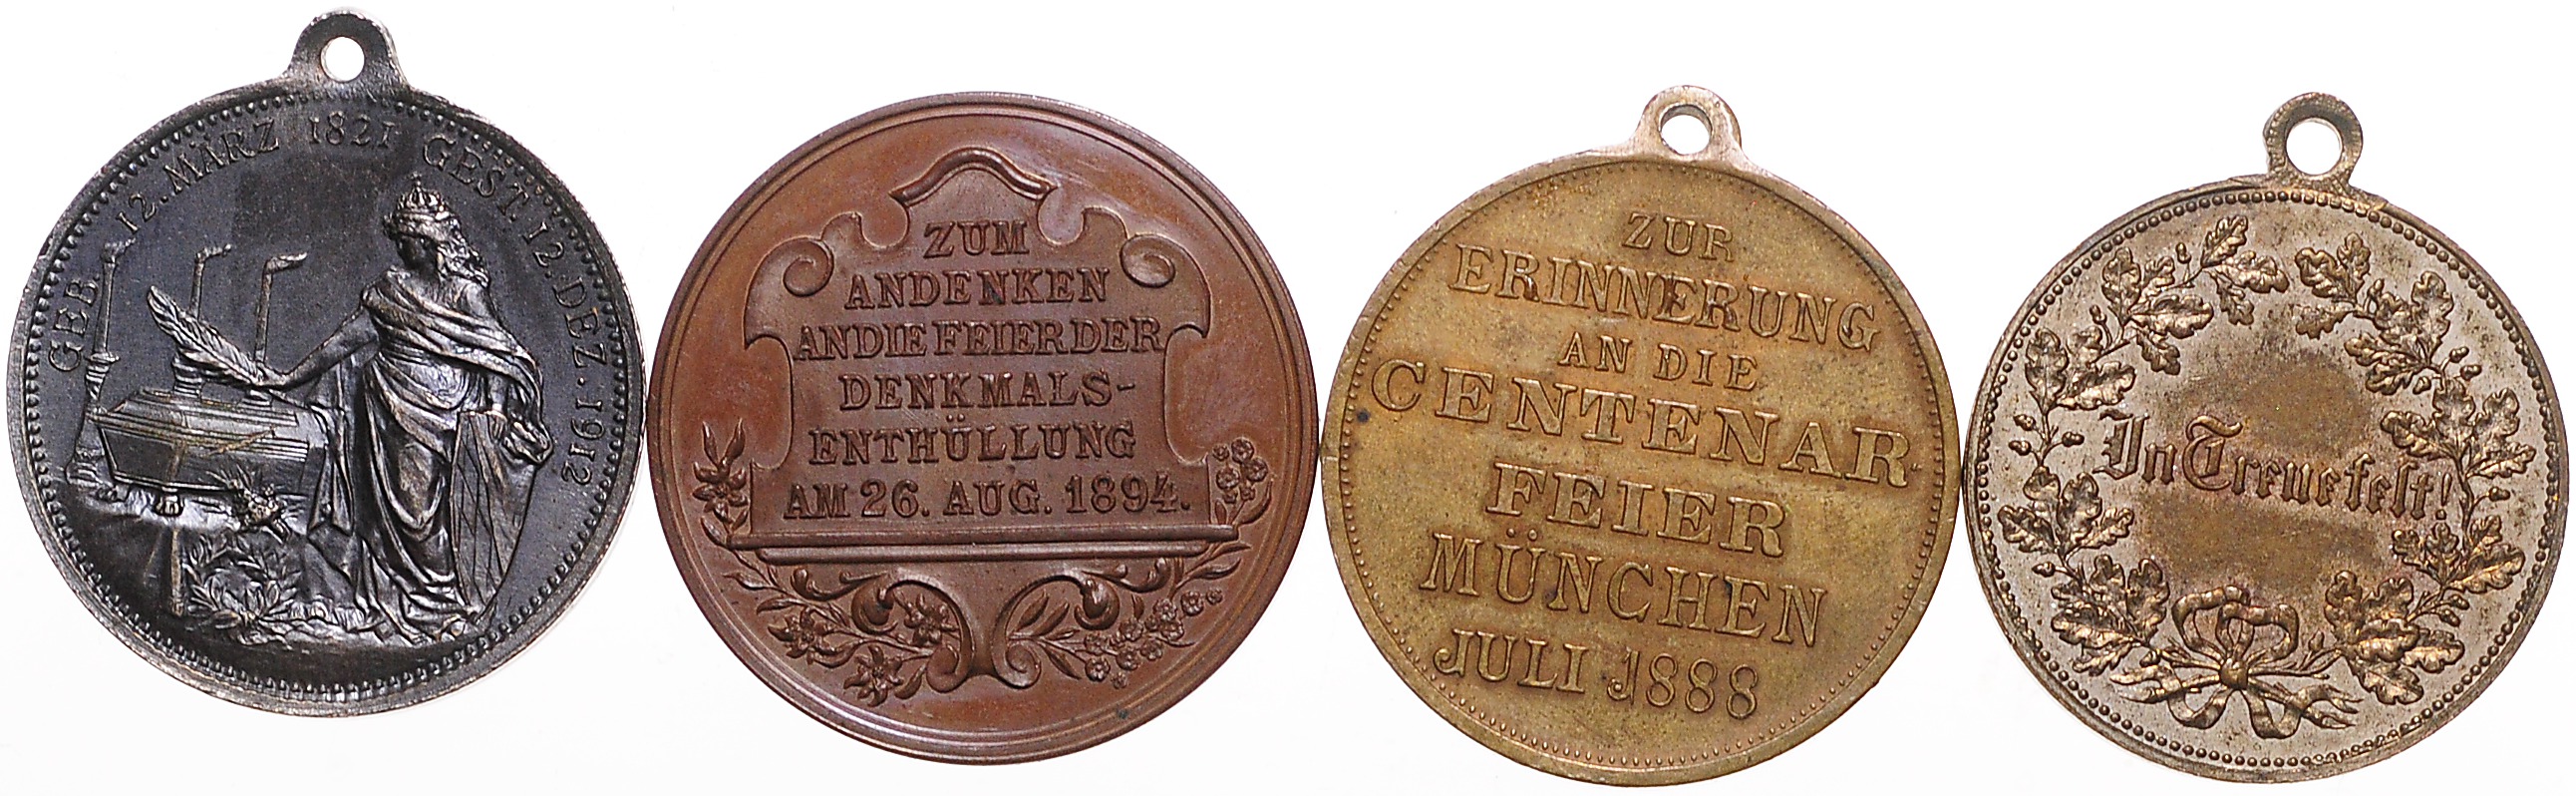 GEB. 12. MÄRZ 1821 GEST. 12. DEZ. 1912
ZUM
ANDENKEN
AN DIE FEIER DER
DENKMALS-
ENTHÜLLUNG
AM 26. AUG. 1894.
ZUR
ERINNERUNG
AN DIE
CENTENAR
FEIER
MÜNCHEN
JULI 1888
In Treue fest!